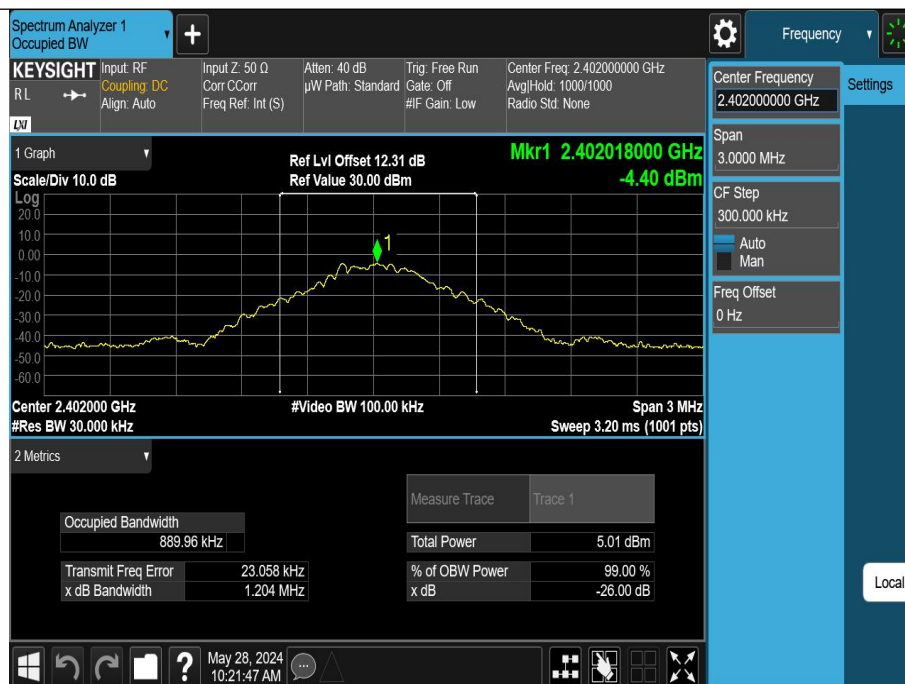 Spectrum Analyzer 1
Occupied BW
Frequency
KEYSIGHT
R L
LXI
Input: RF
Coupling: DC
Align: Auto
Input Z: 50 Ω
Corr CCorr
Freq Ref: Int (S)
Atten: 40 dB
µW Path: Standard
Trig: Free Run
Gate: Off
#IF Gain: Low
Center Freq: 2.402000000 GHz
Avg|Hold: 1000/1000
Radio Std: None
Center Frequency
2.402000000 GHz
Settings
Span
3.0000 MHz
CF Step
300.000 kHz
Auto
Man
Freq Offset
0 Hz
Local
1 Graph
Scale/Div 10.0 dB
Ref Lvl Offset 12.31 dB
Ref Value 30.00 dBm
Mkr1 2.402018000 GHz
-4.40 dBm
Log
20.0
10.0
0.00
-10.0
-20.0
-30.0
-40.0
-50.0
-60.0
1
Center 2.402000 GHz
#Res BW 30.000 kHz
#Video BW 100.00 kHz
Span 3 MHz
Sweep 3.20 ms (1001 pts)
2 Metrics
Measure Trace Trace 1
Occupied Bandwidth
889.96 kHz
Total Power 5.01 dBm
Transmit Freq Error 23.058 kHz
% of OBW Power 99.00 %
x dB Bandwidth 1.204 MHz
x dB -26.00 dB
?
May 28, 2024
10:21:47 AM